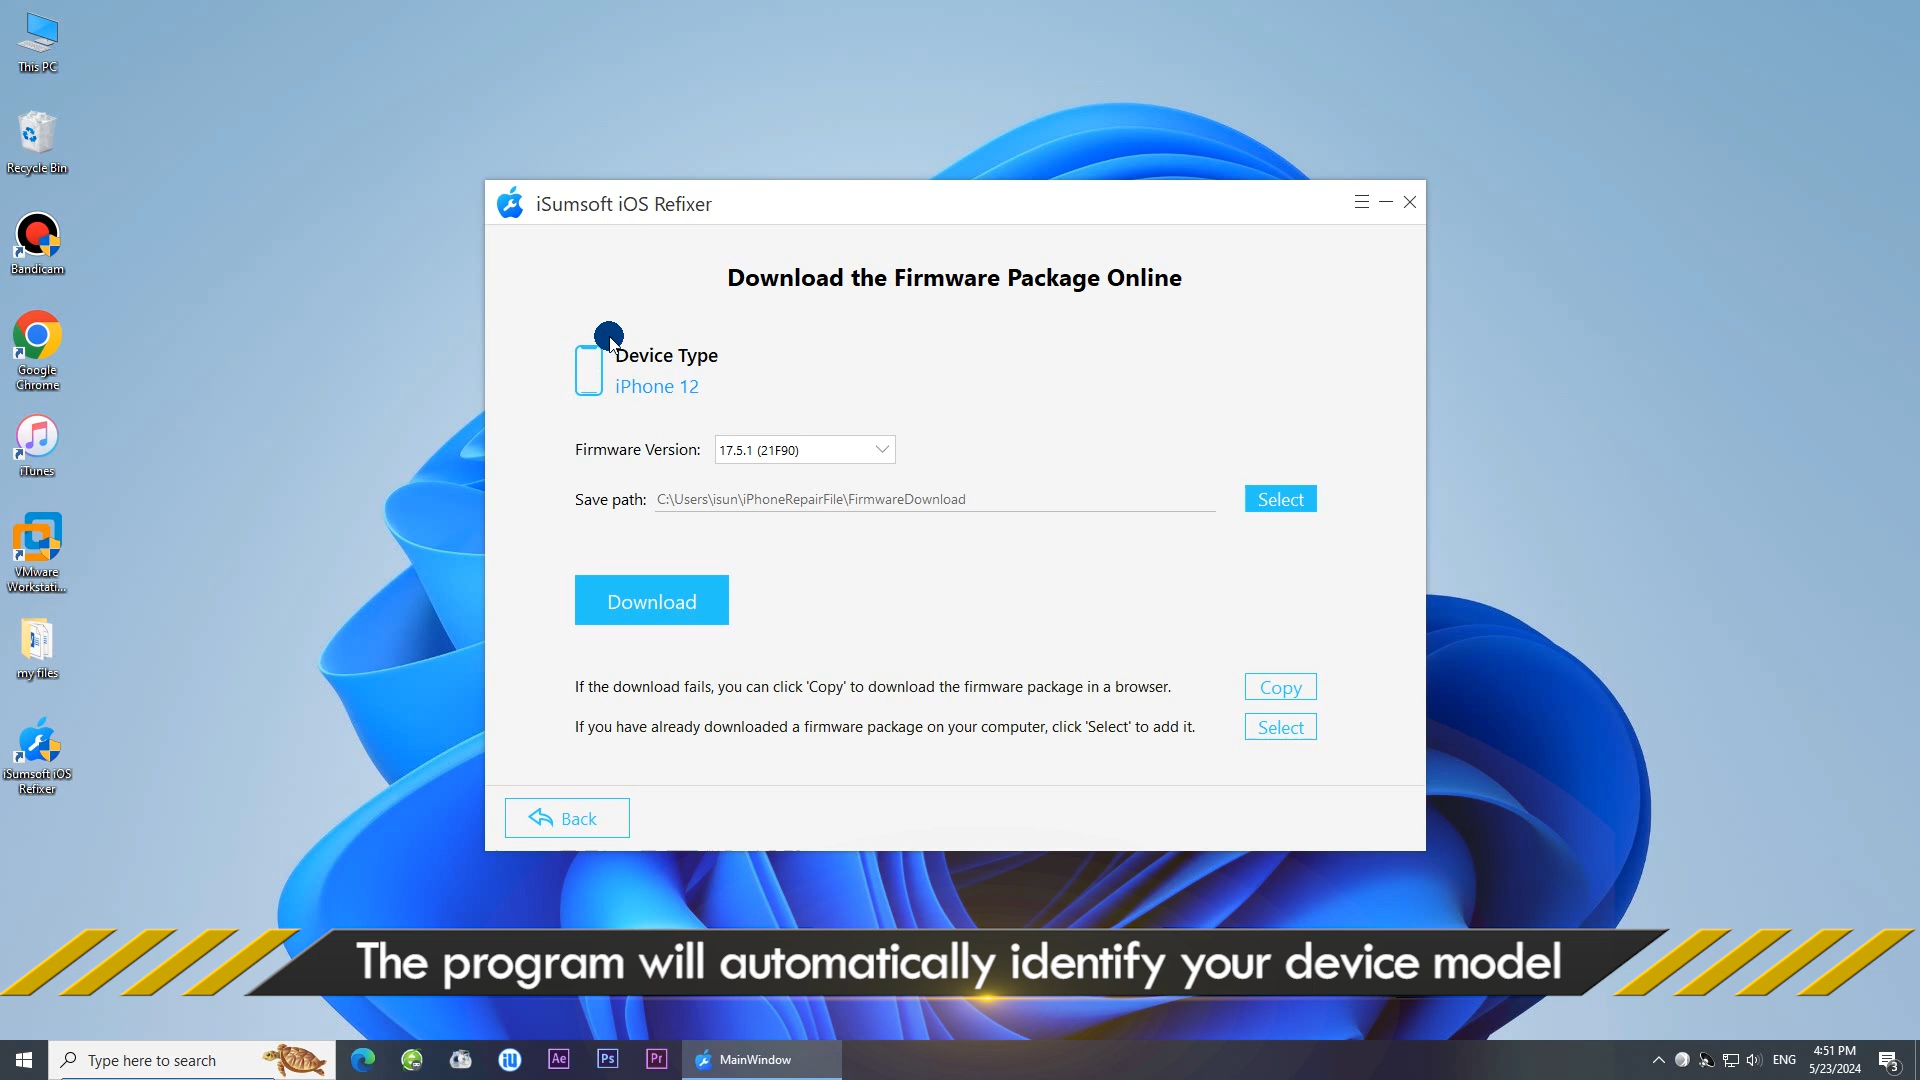 This PC
Recycle Bin
Bandicam
Google
Chrome
iTunes
VMware
Workstati...
my files
iSumsoft iOS
Refixer
iSumsoft iOS Refixer
Download the Firmware Package Online
Device Type
iPhone 12
Firmware Version: 17.5.1 (21F90)
Save path: C:\Users\isun\iPhoneRepairFile\FirmwareDownload Select
Download
If the download fails, you can click 'Copy' to download the firmware package in a browser. Copy
If you have already downloaded a firmware package on your computer, click 'Select' to add it. Select
Back
The program will automatically identify your device model
Type here to search
Ae
Ps
Pr
MainWindow
ENG
4:51 PM
5/23/2024
3